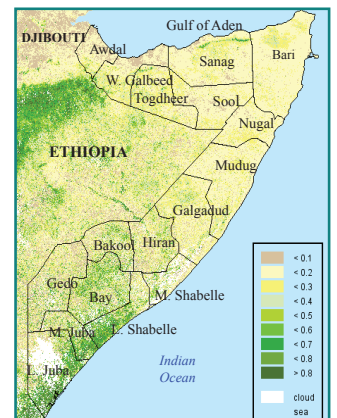 Gulf of Aden
DJIBOUTI
Awdal
Sanag
Bari
W. Galbeed
Togdheer
Sool
Nugal
ETHIOPIA
Mudug
Galgadud
Bakool
Hiran
Gedo
Bay
M. Shabelle
M. Juba
L. Shabelle
L. Juba
Indian
Ocean
< 0.1
< 0.2
< 0.3
< 0.4
< 0.5
< 0.6
< 0.7
< 0.8
> 0.8
cloud
sea